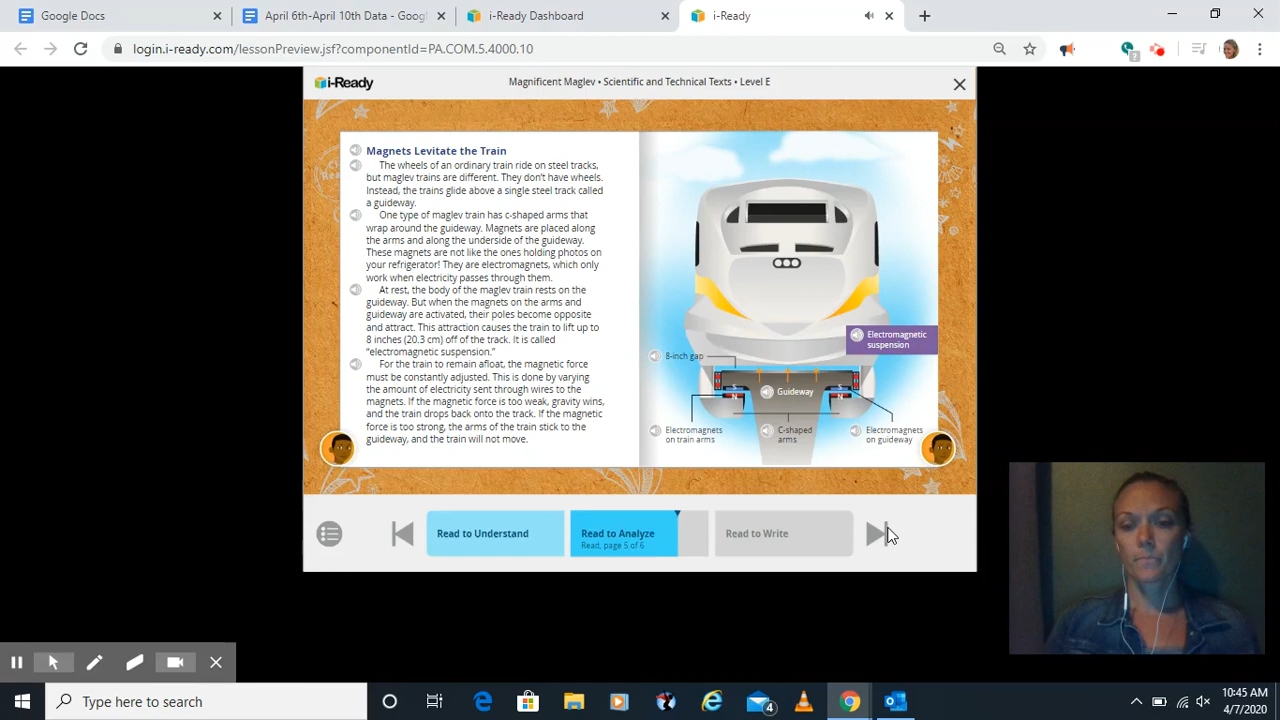 Google Docs
April 6th-April 10th Data - Googl
i-Ready Dashboard
i-Ready
login.i-ready.com/lessonPreview.jsf?componentId=PA.COM.5.4000.10
i-Ready
Magnificent Maglev • Scientific and Technical Texts • Level E
Magnets Levitate the Train
The wheels of an ordinary train ride on steel tracks,
but maglev trains are different. They don't have wheels.
Instead, the trains glide above a single steel track called
a guideway.
One type of maglev train has c-shaped arms that
wrap around the guideway. Magnets are placed along
the arms and along the underside of the guideway.
These magnets are not like the ones holding photos on
your refrigerator! They are electromagnets, which only
work when electricity passes through them.
At rest, the body of the maglev train rests on the
guideway. But when the magnets on the arms and
guideway are activated, their poles become opposite
and attract. This attraction causes the train to lift up to
8 inches (20.3 cm) off of the track. It is called
"electromagnetic suspension."
For the train to remain afloat, the magnetic force
must be constantly adjusted. This is done by varying
the amount of electricity sent through wires to the
magnets. If the magnetic force is too weak, gravity wins,
and the train drops back onto the track. If the magnetic
force is too strong, the arms of the train stick to the
guideway, and the train will not move.
Electromagnetic
suspension
8-inch gap
Guideway
S
S
N
N
Electromagnets
on train arms
C-shaped
arms
Electromagnets
on guideway
Read to Understand
Read to Analyze
Read, page 5 of 6
Read to Write
Type here to search
4
10:45 AM
4/7/2020